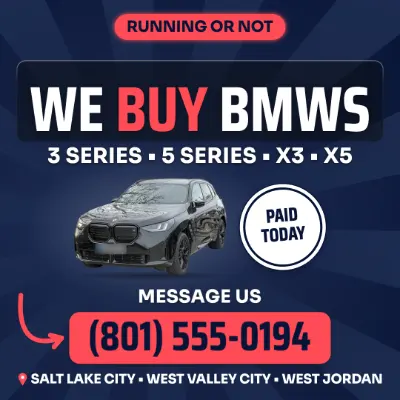 RUNNING OR NOT
WE BUY BMWS
3 SERIES ▪ 5 SERIES ▪ X3 ▪ X5
PAID
TODAY
MESSAGE US
(801) 555-0194
SALT LAKE CITY ▪ WEST VALLEY CITY ▪ WEST JORDAN